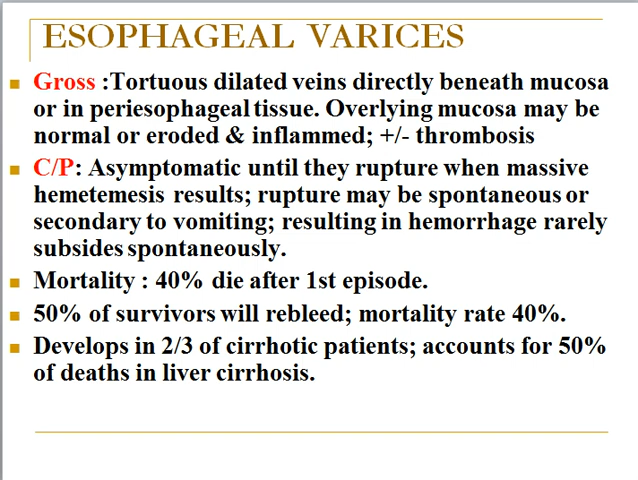 ESOPHAGEAL VARICES
Gross :Tortuous dilated veins directly beneath mucosa
or in periesophageal tissue. Overlying mucosa may be
normal or eroded & inflammed; +/- thrombosis
C/P: Asymptomatic until they rupture when massive
hemetemesis results; rupture may be spontaneous or
secondary to vomiting; resulting in hemorrhage rarely
subsides spontaneously.
Mortality : 40% die after 1st episode.
50% of survivors will rebleed; mortality rate 40%.
Develops in 2/3 of cirrhotic patients; accounts for 50%
of deaths in liver cirrhosis.